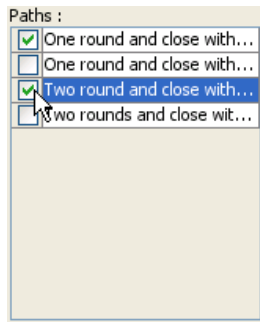 Paths :
One round and close with...
One round and close with...
Two round and close with...
Two rounds and close wit...